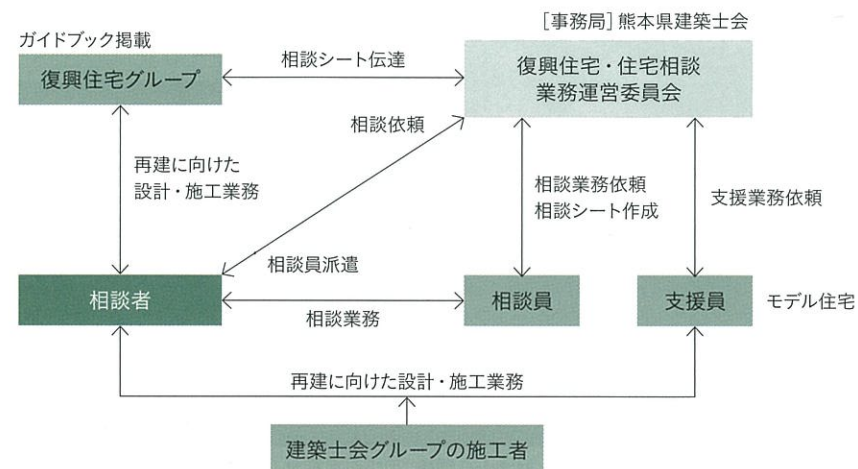 [事務局]熊本県建築士会
ガイドブック掲載
復興住宅グループ
相談シート伝達
復興住宅・住宅相談
業務運営委員会
相談依頼
再建に向けた
設計・施工業務
相談業務依頼
相談シート作成
支援業務依頼
相談員派遣
相談者
相談業務
相談員
支援員
モデル住宅
再建に向けた設計・施工業務
建築士会グループの施工者